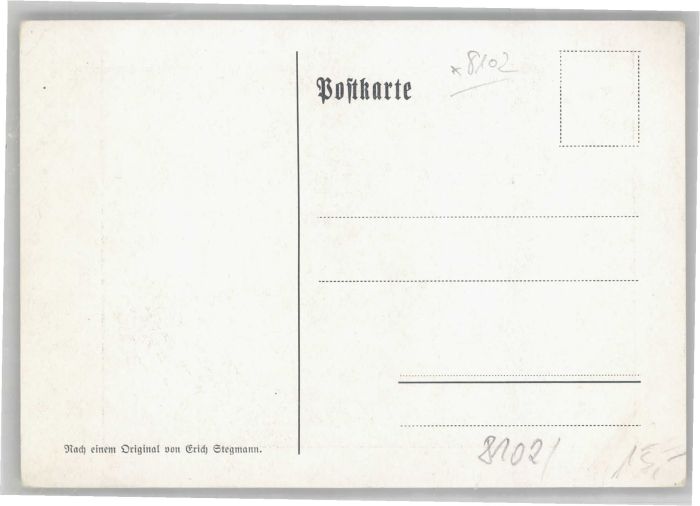 Postkarte
*8102
Nach einem Original von Erich Stegmann.
8102/
15,-